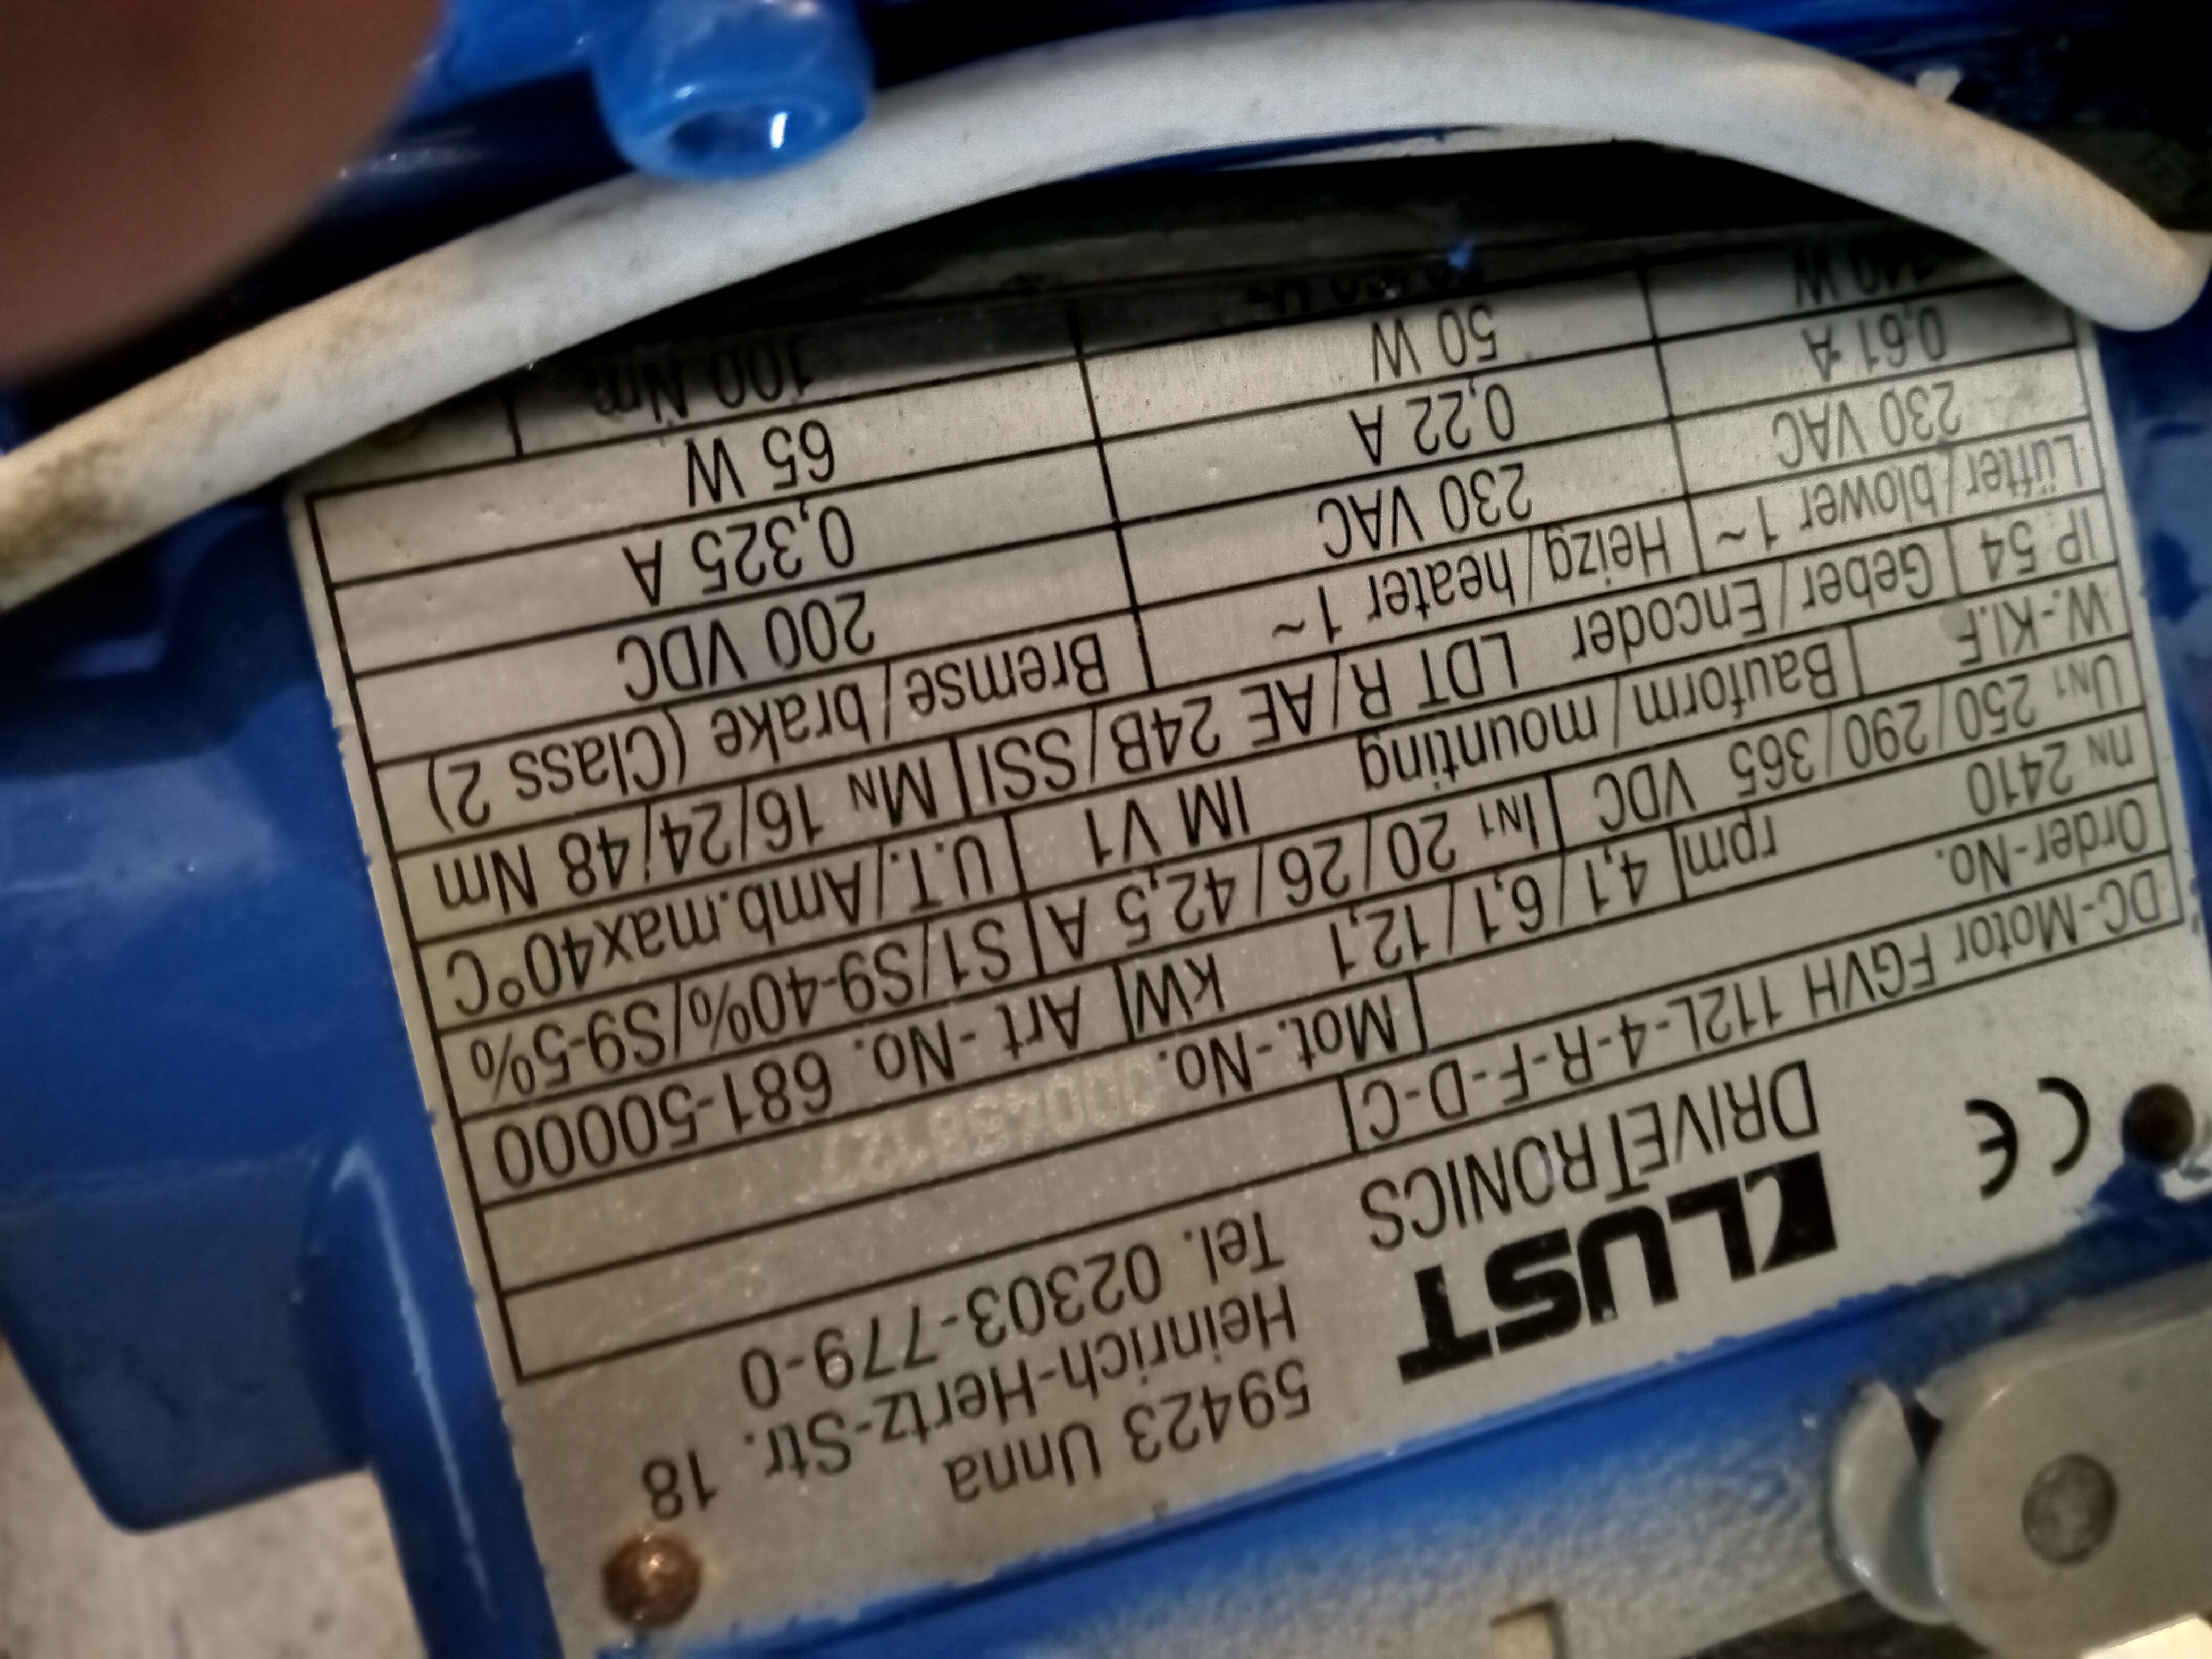 59423 Unna
LUST Heinrich-Hertz-Str. 18
CE DRIVETRONICS Tel. 02303-779-0
DC-Motor FGVH 112L-4-R-F-D-C
Order-No. Mot.-No.
nN 2410 rpm 4,1/6,1/12,1 kW Art-No. 681-50000
UN1 250/290/365 VDC IN1 20/26/42,5 A S1/S9-40%/S9-5%
W.-Kl.F Bauform/mounting IM V1 U.T./Amb.max40°C
IP 54 Geber/Encoder LDT R/AE 24B/SSI MN 16/24/48 Nm
Lüfter/blower 1~ Heizg/heater 1~ Bremse/brake (Class 2)
230 VAC 230 VAC 200 VDC
0,61 A 0,22 A 0,325 A
140 W 50 W 65 W
100 Nm